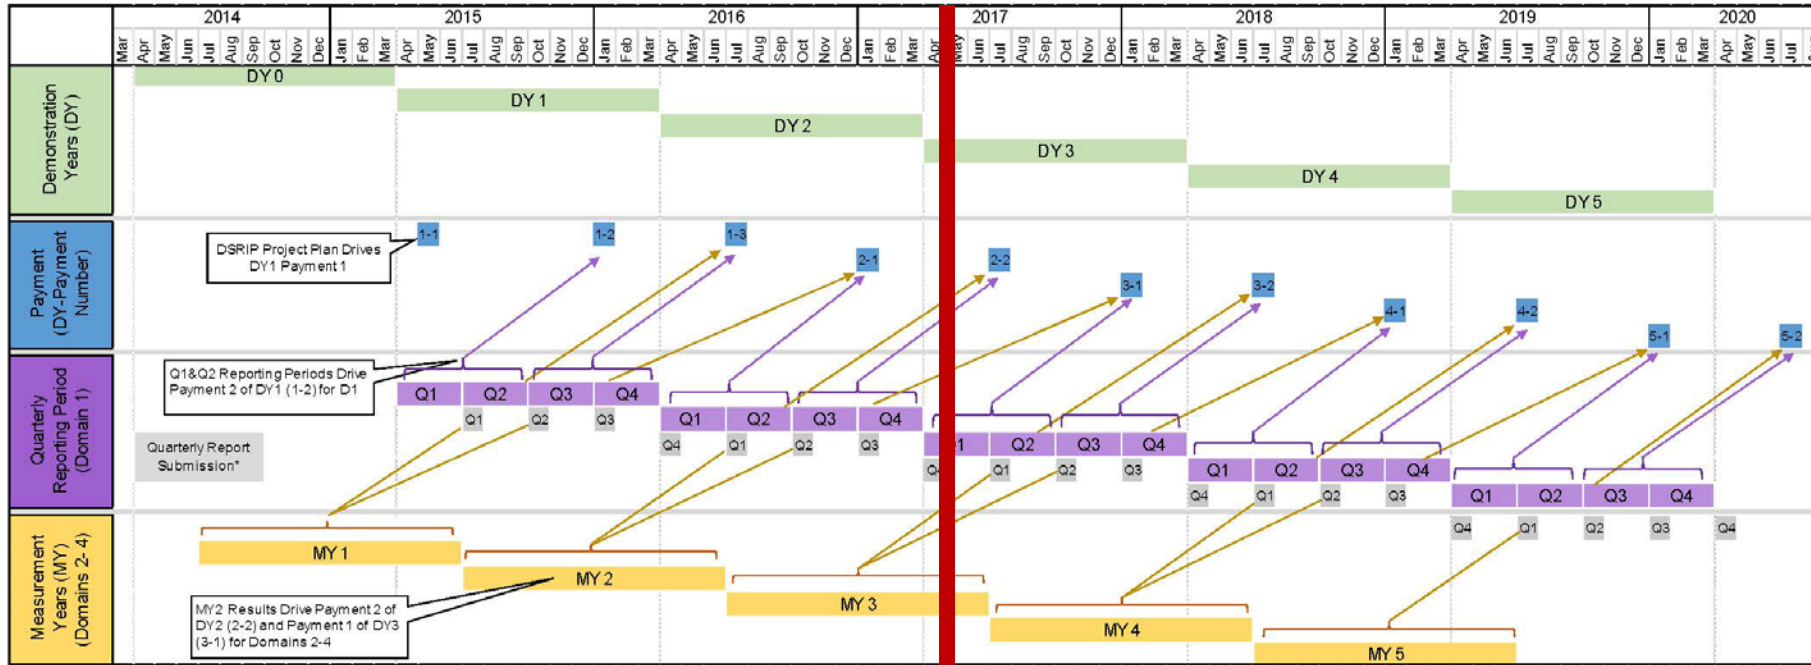 2014 2015 2016 2017 2018 2019 2020
Mar Apr May Jun Jul Aug Sep Oct Nov Dec Jan Feb Mar Apr May Jun Jul Aug Sep Oct Nov Dec Jan Feb Mar Apr May Jun Jul Aug Sep Oct Nov Dec Jan Feb Mar May Jun Jul Aug Sep Oct Nov Dec Jan Feb Mar Apr May Jun Jul Aug Sep Oct Nov Dec Jan Feb Mar Apr May Jun Jul Aug Sep Oct Nov Dec Jan Feb Mar Apr May Jun Jul
Demonstration
Years (DY)
DY 0
DY 1
DY 2
DY 3
DY 4
DY 5
Payment
(DY-Payment
Number)
DSRIP Project Plan Drives
DY1 Payment 1
1-1 1-2 1-3
2-1 2-2
3-1 3-2
4-1 4-2
5-1 5-2
Quarterly
Reporting Period
(Domain 1)
Q1&Q2 Reporting Periods Drive
Payment 2 of DY1 (1-2) for D1
Quarterly Report
Submission*
Q1 Q2 Q3 Q4
Q1 Q2 Q3
Q1 Q2 Q3 Q4
Q4 Q1 Q2 Q3
Q2 Q3 Q4
Q1 Q2 Q3
Q1 Q2 Q3 Q4
Q4 Q1 Q2 Q3
Q1 Q2 Q3 Q4
Q4 Q1 Q2 Q3 Q4
Measurement
Years (MY)
(Domains 2-4)
MY 1
MY 2
MY 3
MY 4
MY 5
MY2 Results Drive Payment 2 of
DY2 (2-2) and Payment 1 of DY3
(3-1) for Domains 2-4